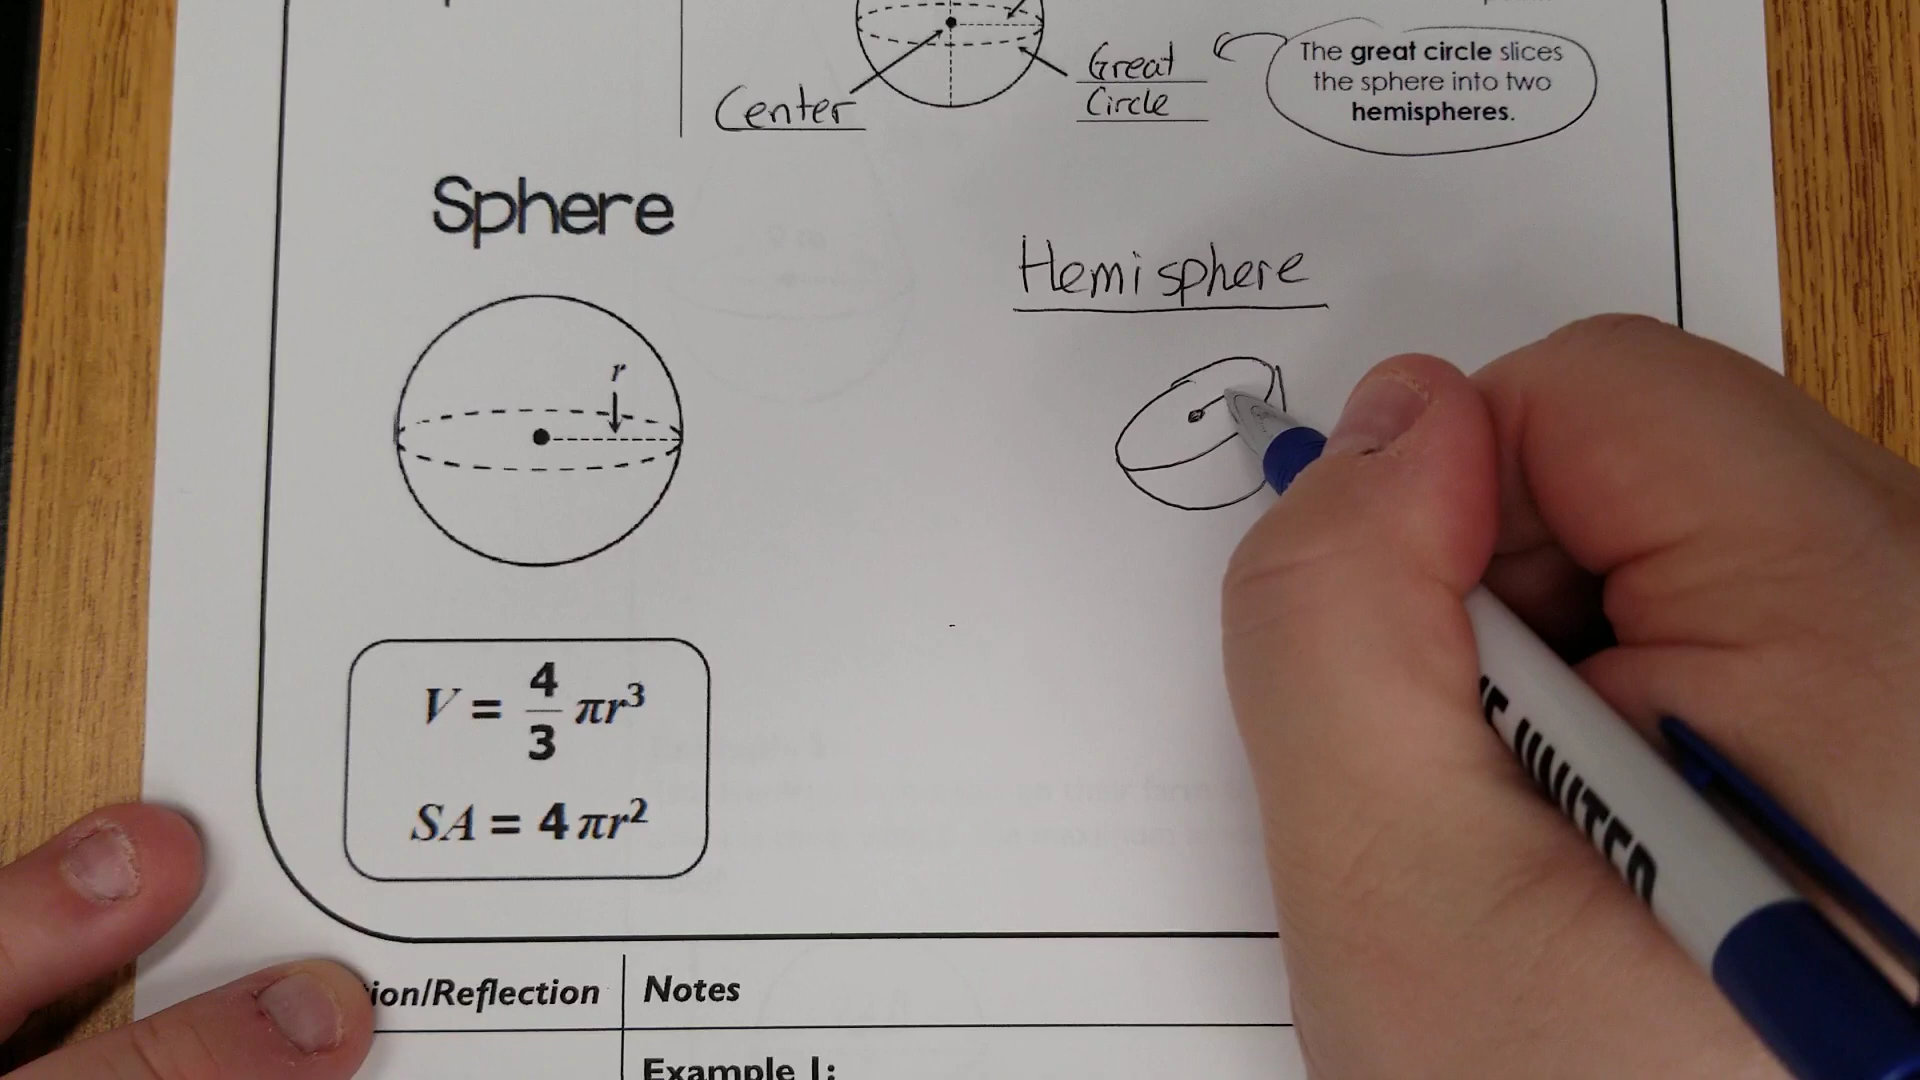 Center
Great
Circle
The great circle slices
the sphere into two
hemispheres.
Sphere
Hemisphere
r
V = 4/3 πr³
SA = 4πr²
ion/Reflection
Notes
Example 1:
UNITED